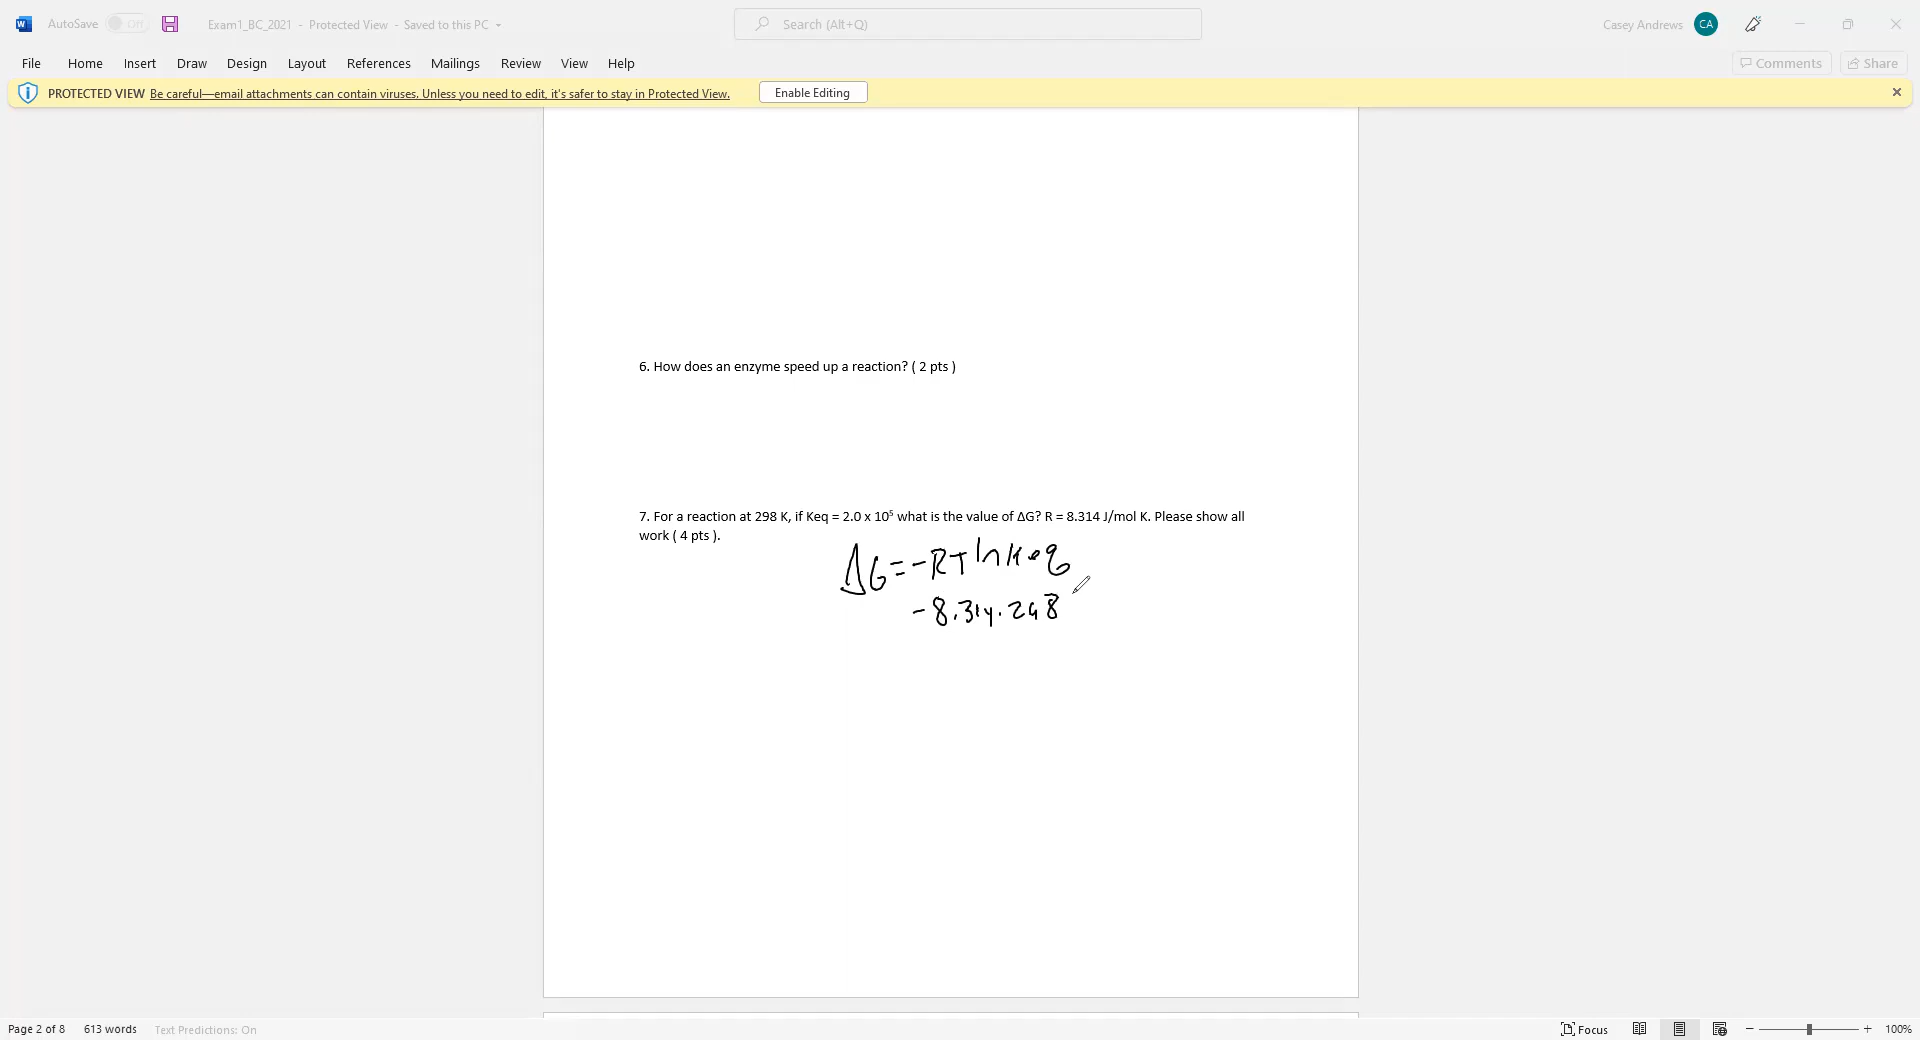 AutoSave Off Exam1_BC_2021 - Protected View - Saved to this PC Search (Alt+Q) Casey Andrews CA
File Home Insert Draw Design Layout References Mailings Review View Help Comments Share
PROTECTED VIEW Be careful—email attachments can contain viruses. Unless you need to edit, it's safer to stay in Protected View. Enable Editing
6. How does an enzyme speed up a reaction? ( 2 pts )
7. For a reaction at 298 K, if Keq = 2.0 x 10⁵ what is the value of ΔG? R = 8.314 J/mol K. Please show all
work ( 4 pts ).
ΔG = -RT ln Keq
-8.314 · 298
Page 2 of 8 613 words Text Predictions: On Focus 100%